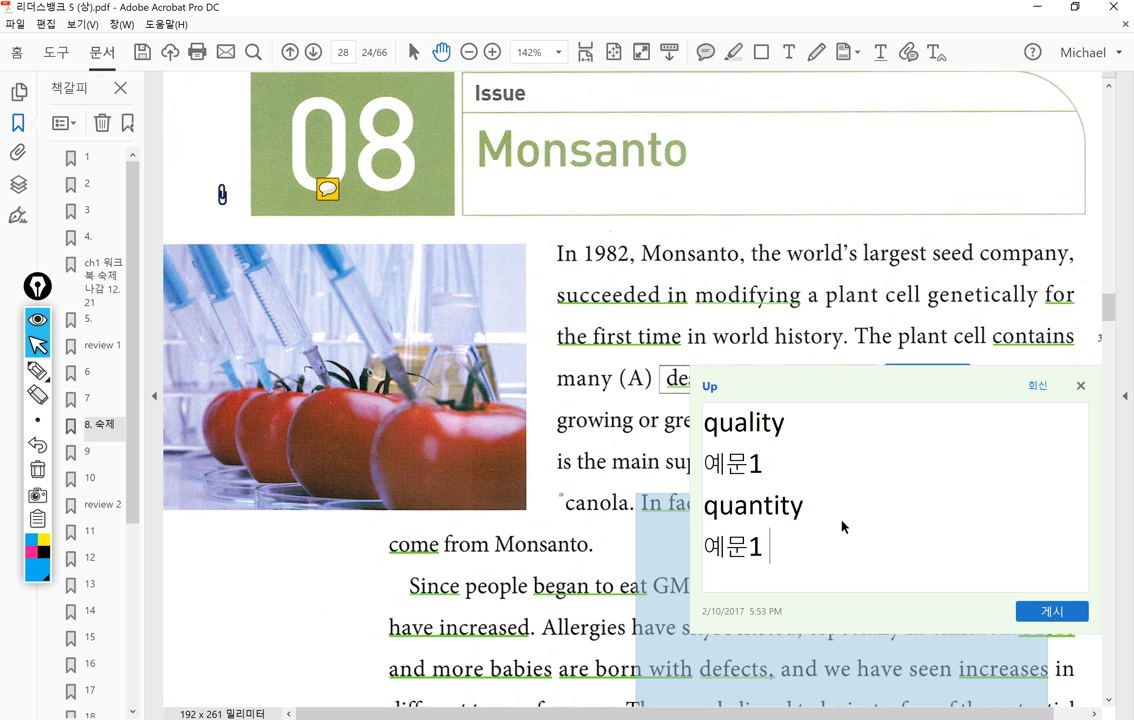 리더스뱅크 5 (상).pdf - Adobe Acrobat Pro DC
파일 편집 보기(V) 창(W) 도움말(H)
홈 도구 문서 28 24/66 142% Michael
책갈피
1
2
3
4.
ch1 워크
북 숙제
나감 12.
21
5.
review 1
6
7
8. 숙제
9
10
review 2
11
12
13
14
15
16
17
18
08
Issue
Monsanto
In 1982, Monsanto, the world's largest seed company,
succeeded in modifying a plant cell genetically for
the first time in world history. The plant cell contains
3
many (A) de
growing or gre
is the main sup
*canola. In fac
come from Monsanto.
Since people began to eat GM
have increased. Allergies have
and more babies are born with defects, and we have seen increases in
Up 회신
quality
예문1
quantity
예문1
2/10/2017 5:53 PM
게시
192 x 261 밀리미터